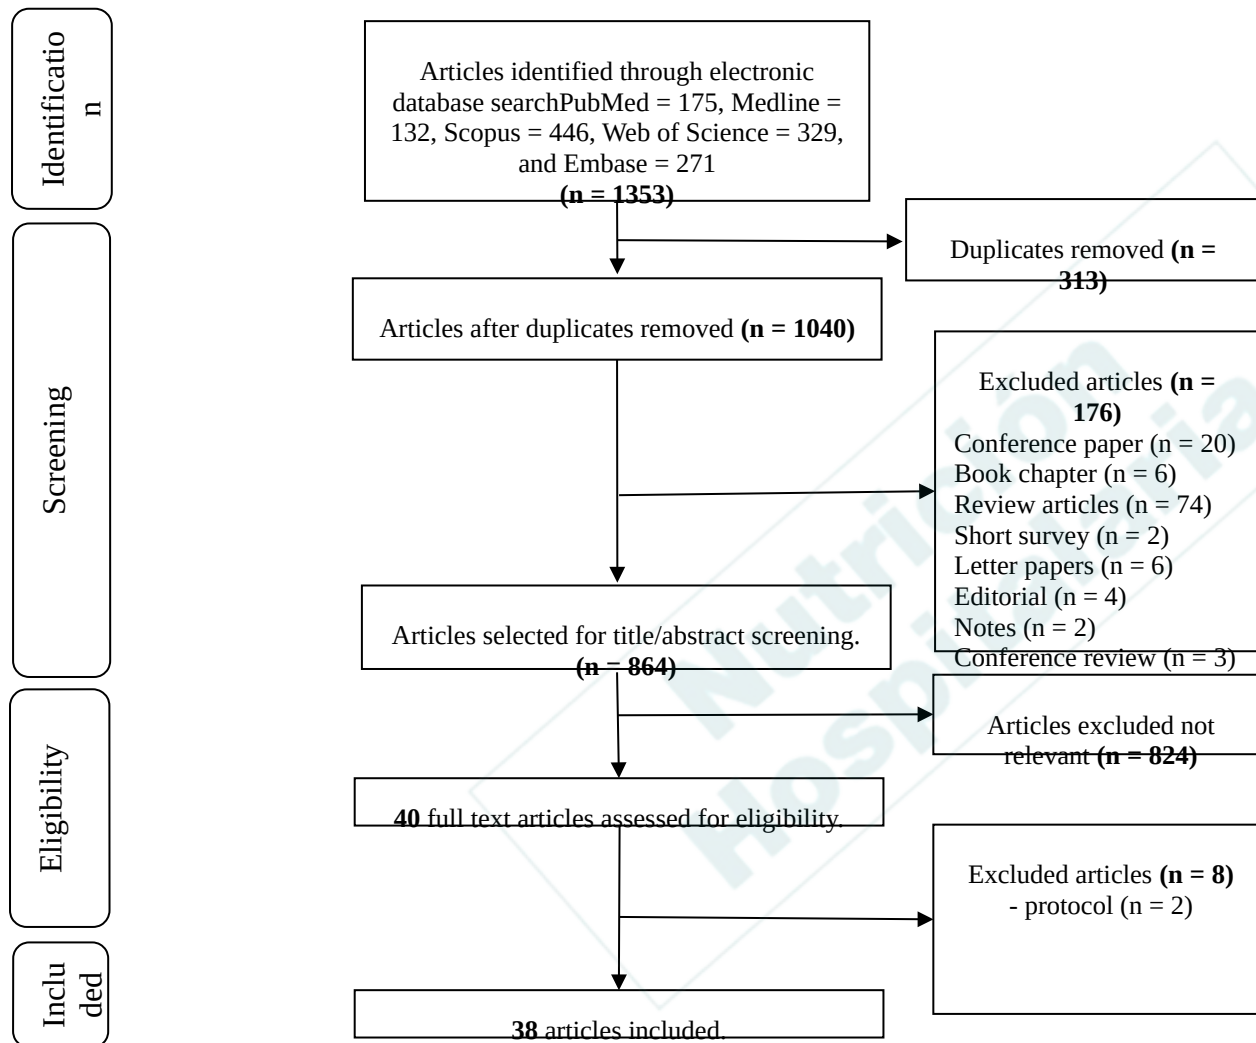 Identificatio
n
Articles identified through electronic
database searchPubMed = 175, Medline =
132, Scopus = 446, Web of Science = 329,
and Embase = 271
(n = 1353)
Duplicates removed (n =
313)
Screening
Articles after duplicates removed (n = 1040)
Excluded articles (n =
176)
Conference paper (n = 20)
Book chapter (n = 6)
Review articles (n = 74)
Short survey (n = 2)
Letter papers (n = 6)
Editorial (n = 4)
Notes (n = 2)
Conference review (n = 3)
Articles selected for title/abstract screening.
(n = 864)
Eligibility
Articles excluded not
relevant (n = 824)
40 full text articles assessed for eligibility.
Excluded articles (n = 8)
- protocol (n = 2)
Inclu
ded
38 articles included.
Nutrición
Hospitalaria